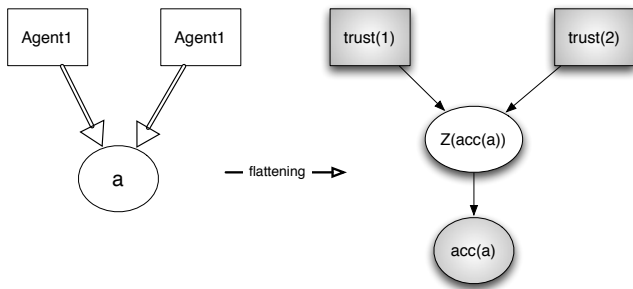 Agent1
Agent1
trust(1)
trust(2)
Z(acc(a))
a
flattening
acc(a)